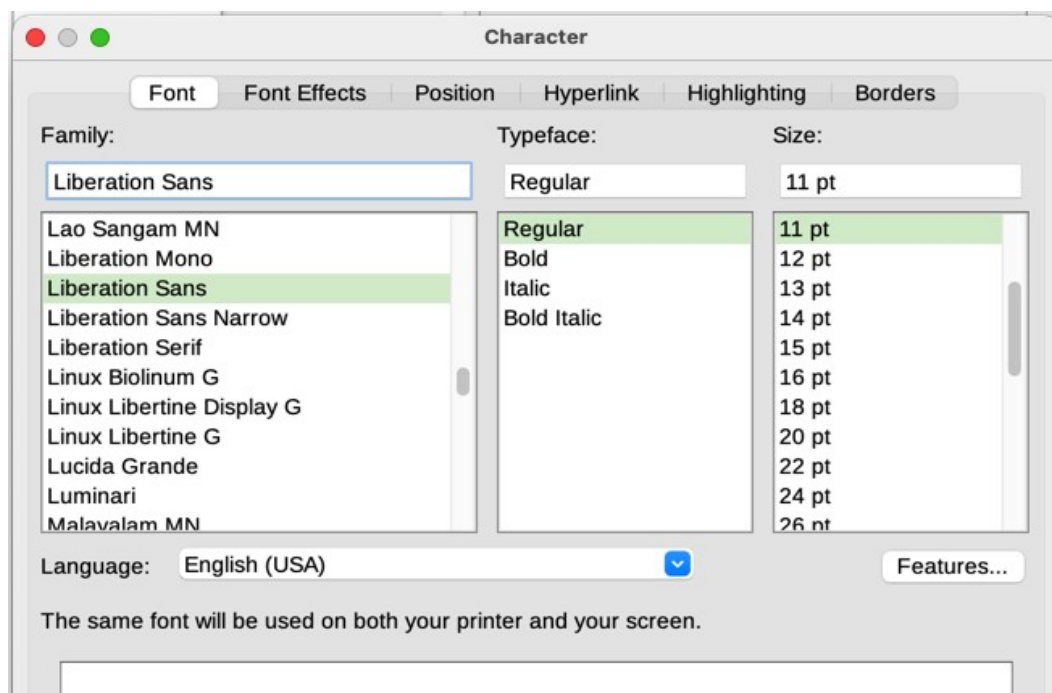 Character
Font Font Effects Position Hyperlink Highlighting Borders
Family: Typeface: Size:
Liberation Sans Regular 11 pt
Lao Sangam MN Regular 11 pt
Liberation Mono Bold 12 pt
Liberation Sans Italic 13 pt
Liberation Sans Narrow Bold Italic 14 pt
Liberation Serif 15 pt
Linux Biolinum G 16 pt
Linux Libertine Display G 18 pt
Linux Libertine G 20 pt
Lucida Grande 22 pt
Luminari 24 pt
Malayalam MN 26 pt
Language: English (USA) Features...
The same font will be used on both your printer and your screen.